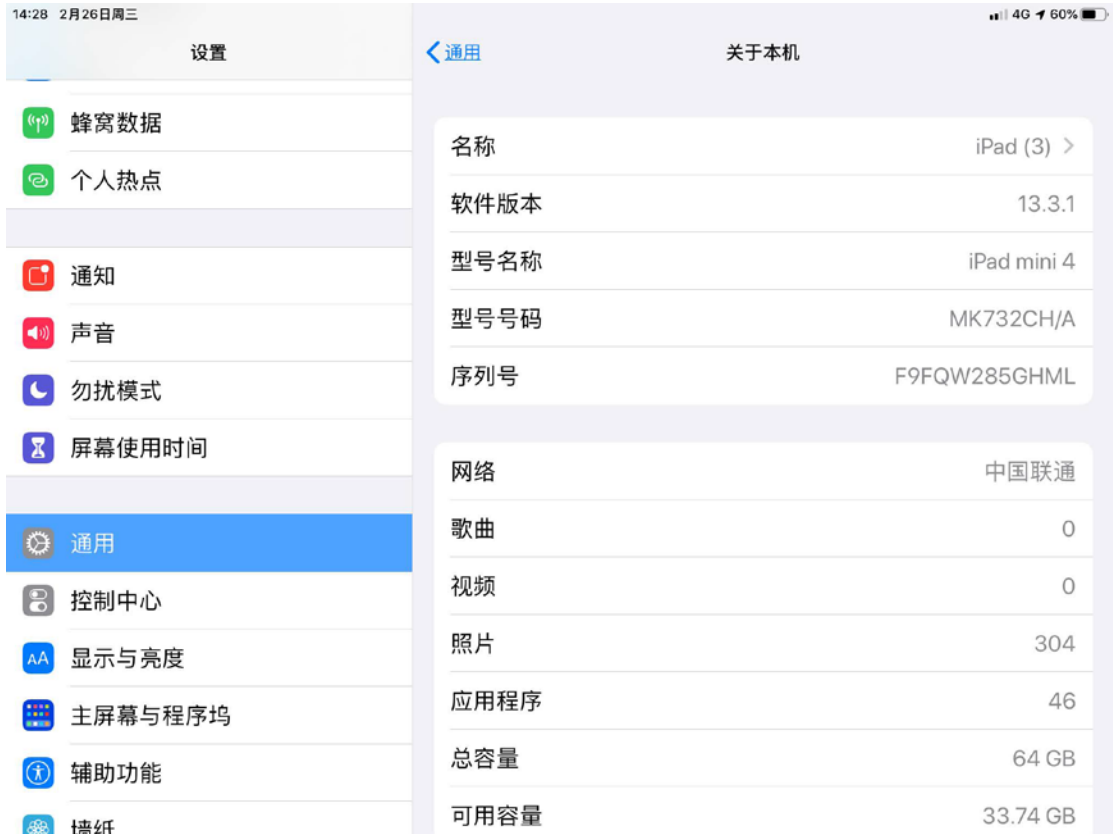 14:28 2月26日周三
4G 60%
设置
蜂窝数据
个人热点
通知
声音
勿扰模式
屏幕使用时间
通用
控制中心
AA 显示与亮度
主屏幕与程序坞
辅助功能
墙纸
通用
关于本机
名称 iPad (3)
软件版本 13.3.1
型号名称 iPad mini 4
型号号码 MK732CH/A
序列号 F9FQW285GHML
网络 中国联通
歌曲 0
视频 0
照片 304
应用程序 46
总容量 64 GB
可用容量 33.74 GB